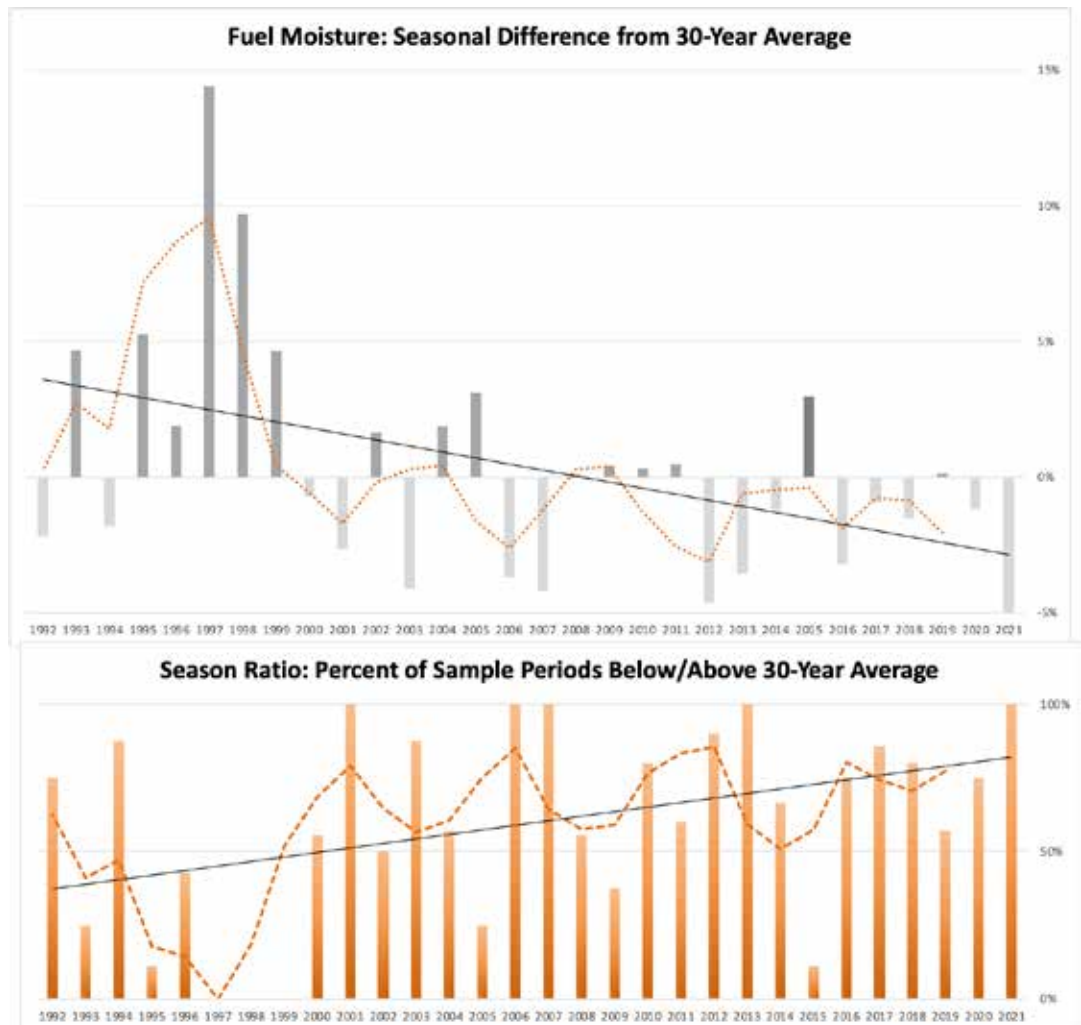 Fuel Moisture: Seasonal Difference from 30-Year Average
15%
10%
5%
0%
-5%
1992 1993 1994 1995 1996 1997 1998 1999 2000 2001 2002 2003 2004 2005 2006 2007 2008 2009 2010 2011 2012 2013 2014 2015 2016 2017 2018 2019 2020 2021
Season Ratio: Percent of Sample Periods Below/Above 30-Year Average
100%
50%
0%
1992 1993 1994 1995 1996 1997 1998 1999 2000 2001 2002 2003 2004 2005 2006 2007 2008 2009 2010 2011 2012 2013 2014 2015 2016 2017 2018 2019 2020 2021